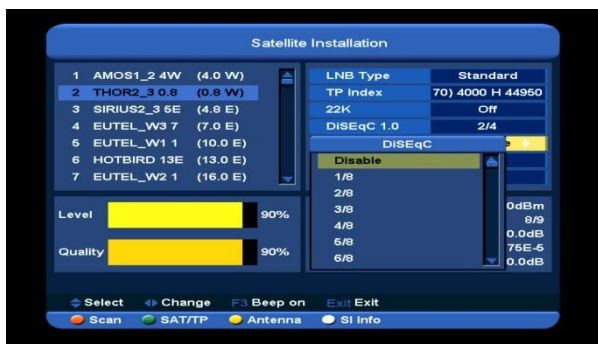 Satellite Installation
1 AMOS1_2 4W (4.0 W)
2 THOR2_3 0.8 (0.8 W)
3 SIRIUS2_3 5E (4.8 E)
4 EUTEL_W3 7 (7.0 E)
5 EUTEL_W1 1 (10.0 E)
6 HOTBIRD 13E (13.0 E)
7 EUTEL_W2 1 (16.0 E)
LNB Type Standard
TP Index 70) 4000 H 44950
22K Off
DiSEqC 1.0 2/4
DiSEqC
Disable
1/8
2/8
3/8
4/8
5/8
6/8
Level 90%
Quality 90%
0dBm
8/9
0.0dB
75E-5
0.0dB
Select Change F3 Beep on Exit Exit
Scan SAT/TP Antenna SI Info